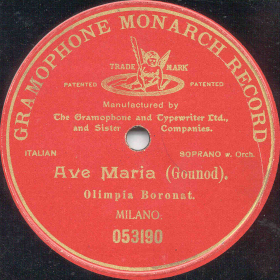 GRAMOPHONE MONARCH RECORD
TRADE MARK
PATENTED PATENTED
Manufactured by
The Gramophone and Typewriter Ltd.,
and Sister Companies.
ITALIAN SOPRANO w. Orch.
Ave Maria (Gounod).
Olimpia Boronat.
MILANO
053190